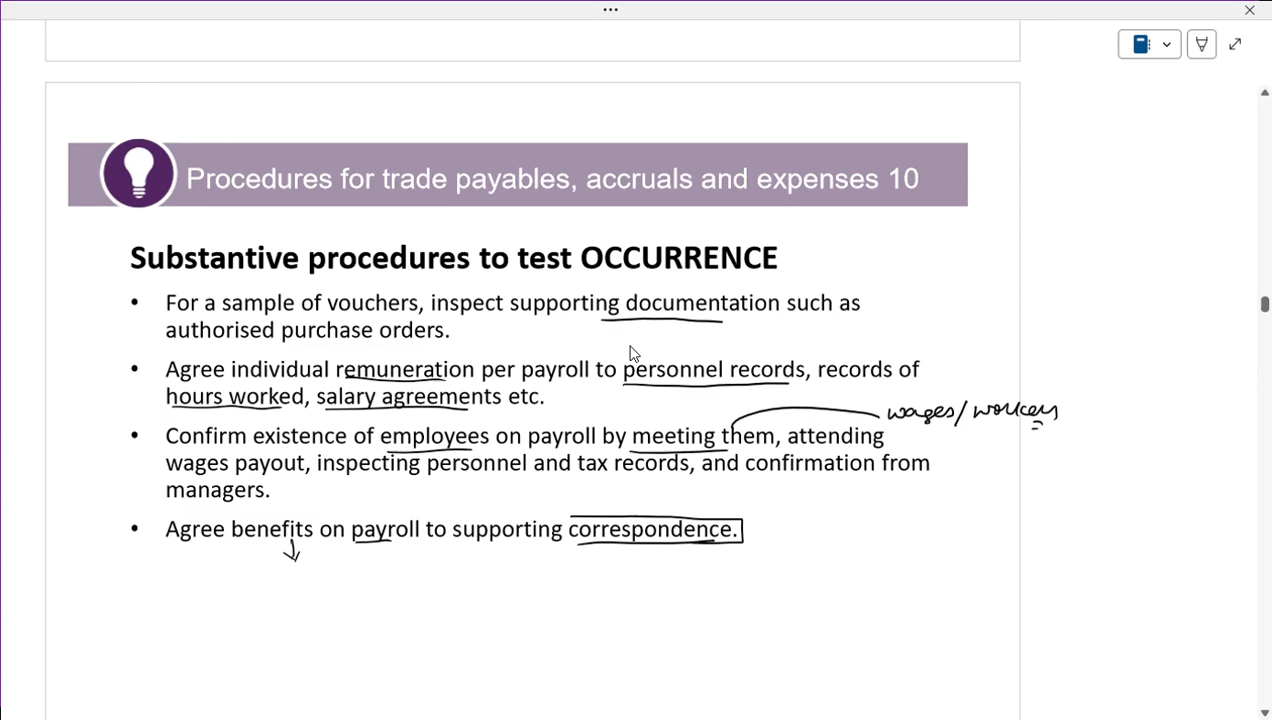 Procedures for trade payables, accruals and expenses 10
Substantive procedures to test OCCURRENCE
• For a sample of vouchers, inspect supporting documentation such as
authorised purchase orders.
• Agree individual remuneration per payroll to personnel records, records of
hours worked, salary agreements etc.
wages/workers
• Confirm existence of employees on payroll by meeting them, attending
wages payout, inspecting personnel and tax records, and confirmation from
managers.
• Agree benefits on payroll to supporting correspondence.